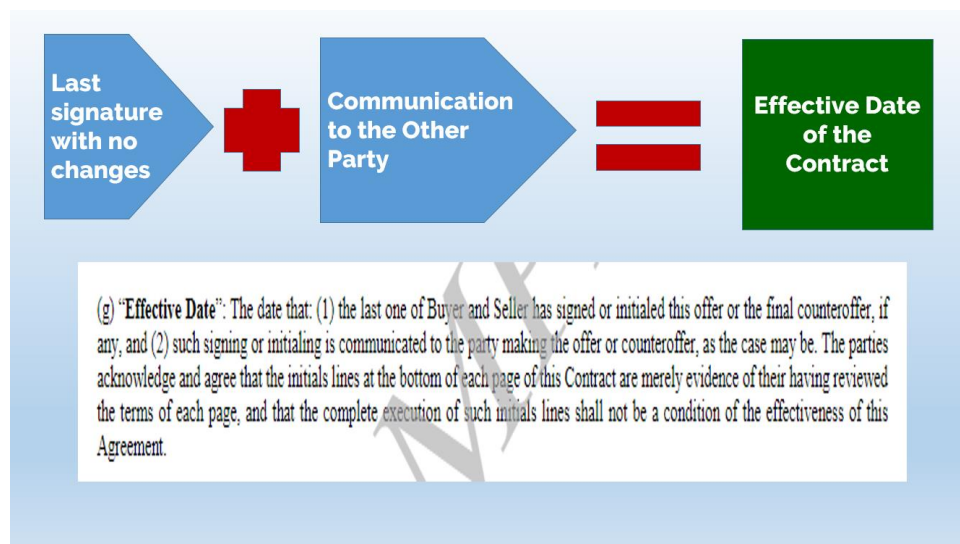 Last
signature
with no
changes
Communication
to the Other
Party
Effective Date
of the
Contract
(g) “Effective Date”: The date that: (1) the last one of Buyer and Seller has signed or initialed this offer or the final counteroffer, if
any, and (2) such signing or initialing is communicated to the party making the offer or counteroffer, as the case may be. The parties
acknowledge and agree that the initials lines at the bottom of each page of this Contract are merely evidence of their having reviewed
the terms of each page, and that the complete execution of such initials lines shall not be a condition of the effectiveness of this
Agreement.